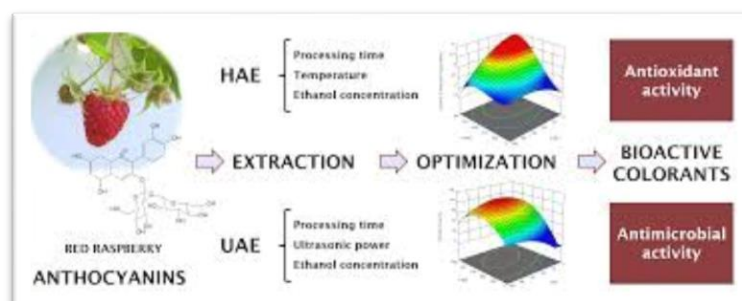 HAE
Processing time
Temperature
Ethanol concentration
Antioxidant
activity
EXTRACTION
OPTIMIZATION
BIOACTIVE
COLORANTS
RED RASPBERRY
ANTHOCYANINS
UAE
Processing time
Ultrasonic power
Ethanol concentration
Antimicrobial
activity